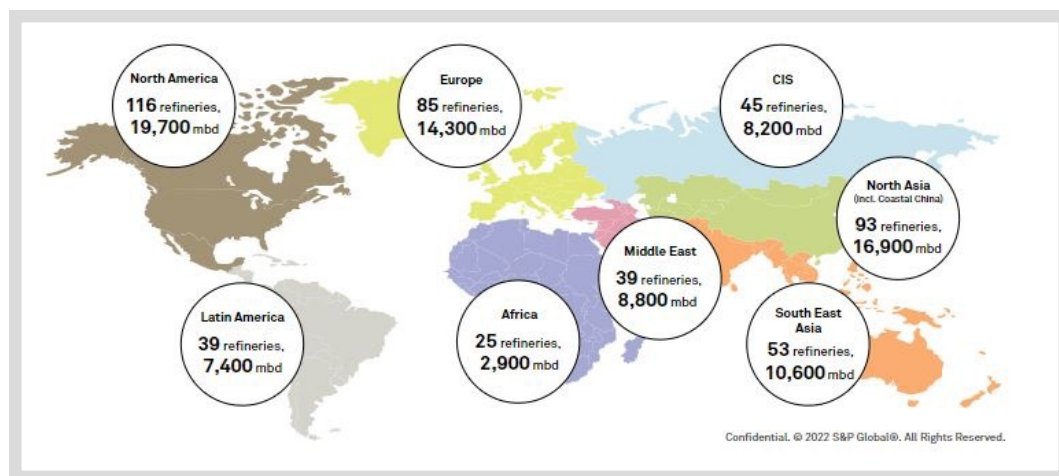 North America
116 refineries,
19,700 mbd
Europe
85 refineries,
14,300 mbd
CIS
45 refineries,
8,200 mbd
North Asia
(Incl. Coastal China)
93 refineries,
16,900 mbd
Middle East
39 refineries,
8,800 mbd
Latin America
39 refineries,
7,400 mbd
Africa
25 refineries,
2,900 mbd
South East
Asia
53 refineries,
10,600 mbd
Confidential. © 2022 S&P Global®. All Rights Reserved.